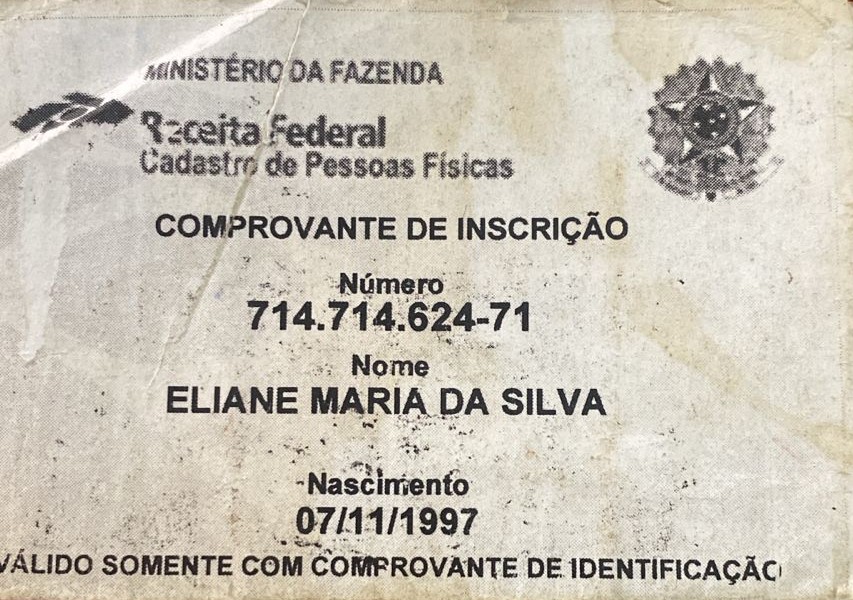 MINISTÉRIO DA FAZENDA
Receita Federal
Cadastro de Pessoas Físicas
COMPROVANTE DE INSCRIÇÃO
Número
714.714.624-71
Nome
ELIANE MARIA DA SILVA
Nascimento
07/11/1997
VÁLIDO SOMENTE COM COMPROVANTE DE IDENTIFICAÇÃO